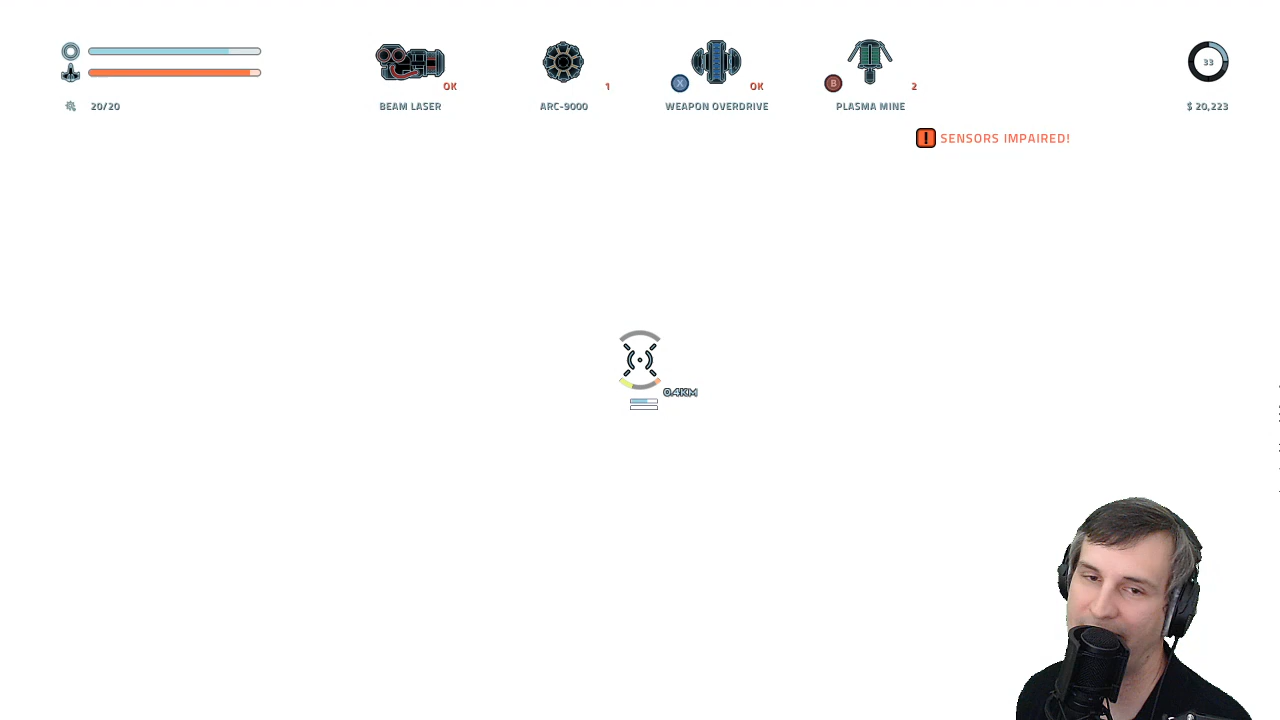 33
OK
1
X
OK
B
2
20/20
BEAM LASER
ARC-9000
WEAPON OVERDRIVE
PLASMA MINE
$ 20,223
! SENSORS IMPAIRED!
0.4KM